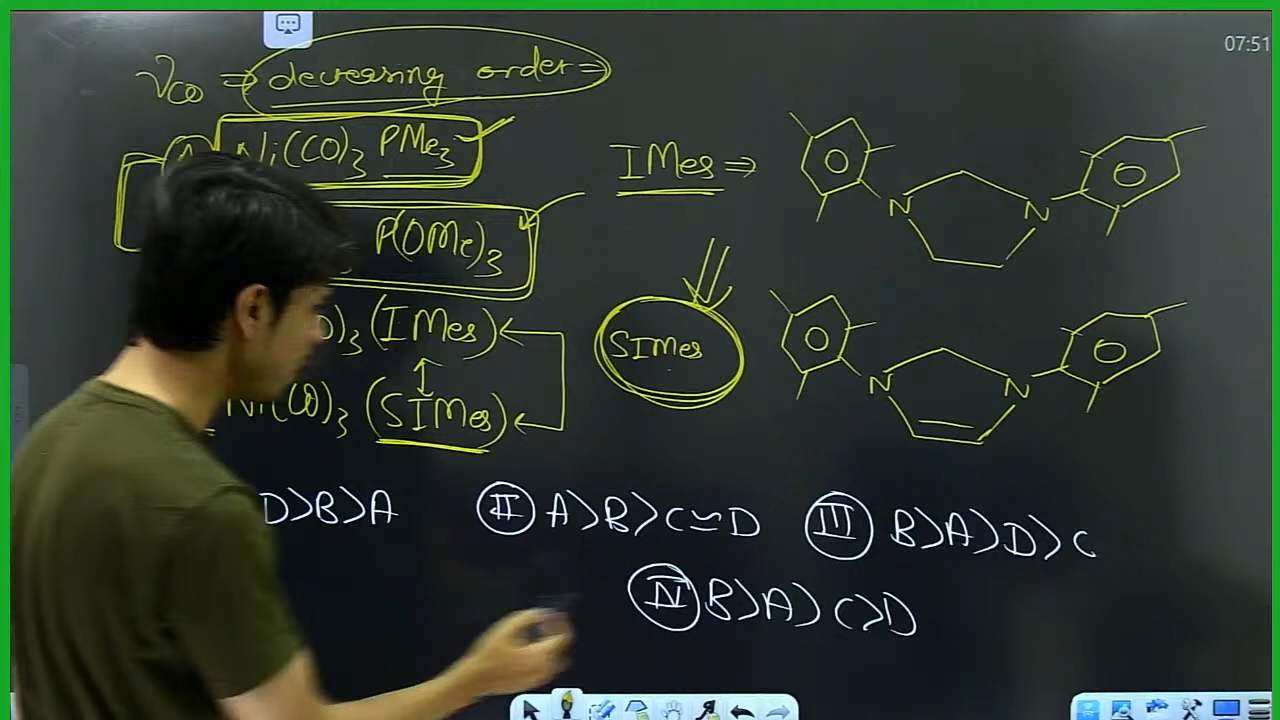 07:51
νco ⇒ decreasing order ⇒
Ni(CO)3 PMe3
P(OMe)3
)3 (IMes)
Ni(CO)3 (SIMes)
IMes ⇒
N N
SIMes
N N
D>B>A
II A>B>C≃D
III B>A>D>C
IV B>A>C>D